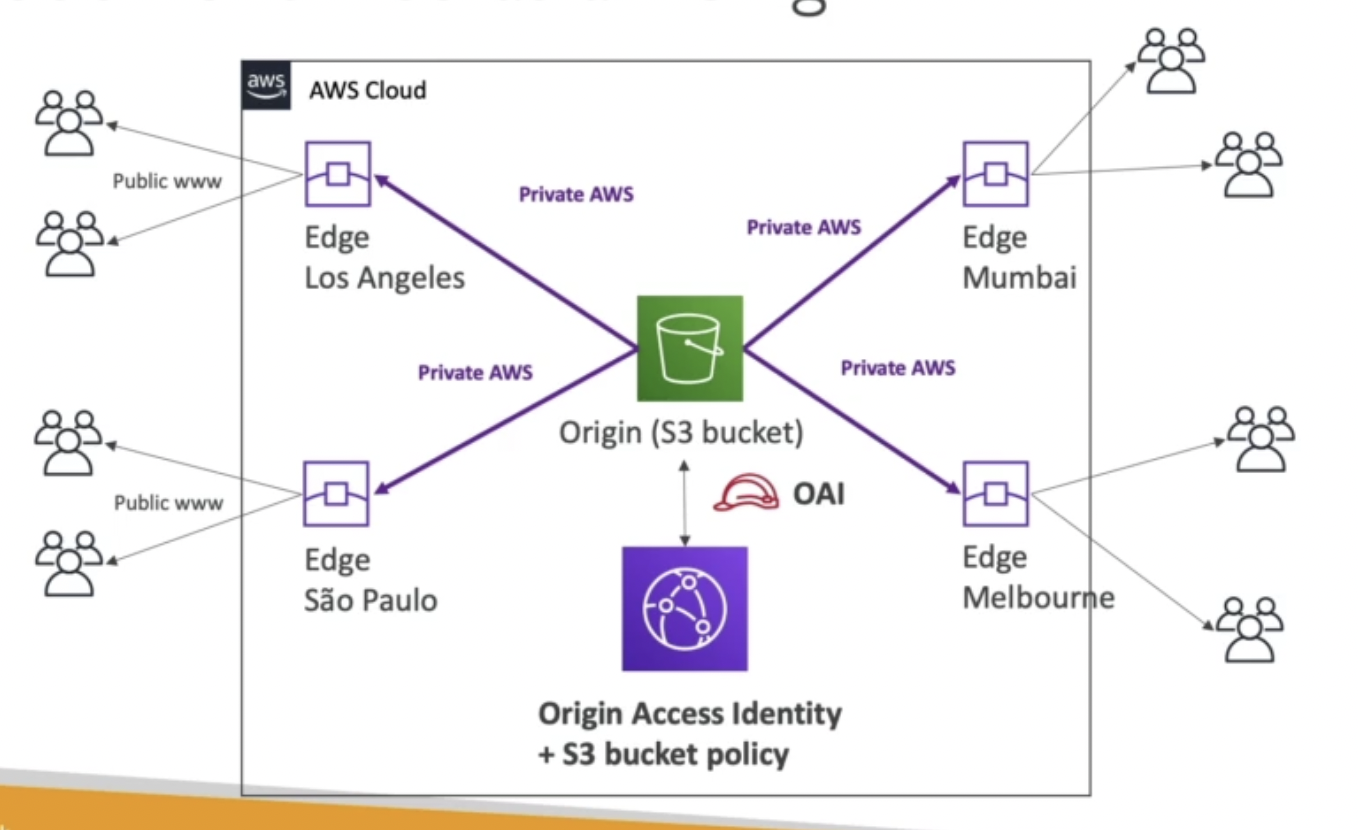 aws
AWS Cloud
Public www
Private AWS
Private AWS
Edge
Los Angeles
Edge
Mumbai
Private AWS
Private AWS
Origin (S3 bucket)
OAI
Public www
Edge
São Paulo
Edge
Melbourne
Origin Access Identity
+ S3 bucket policy